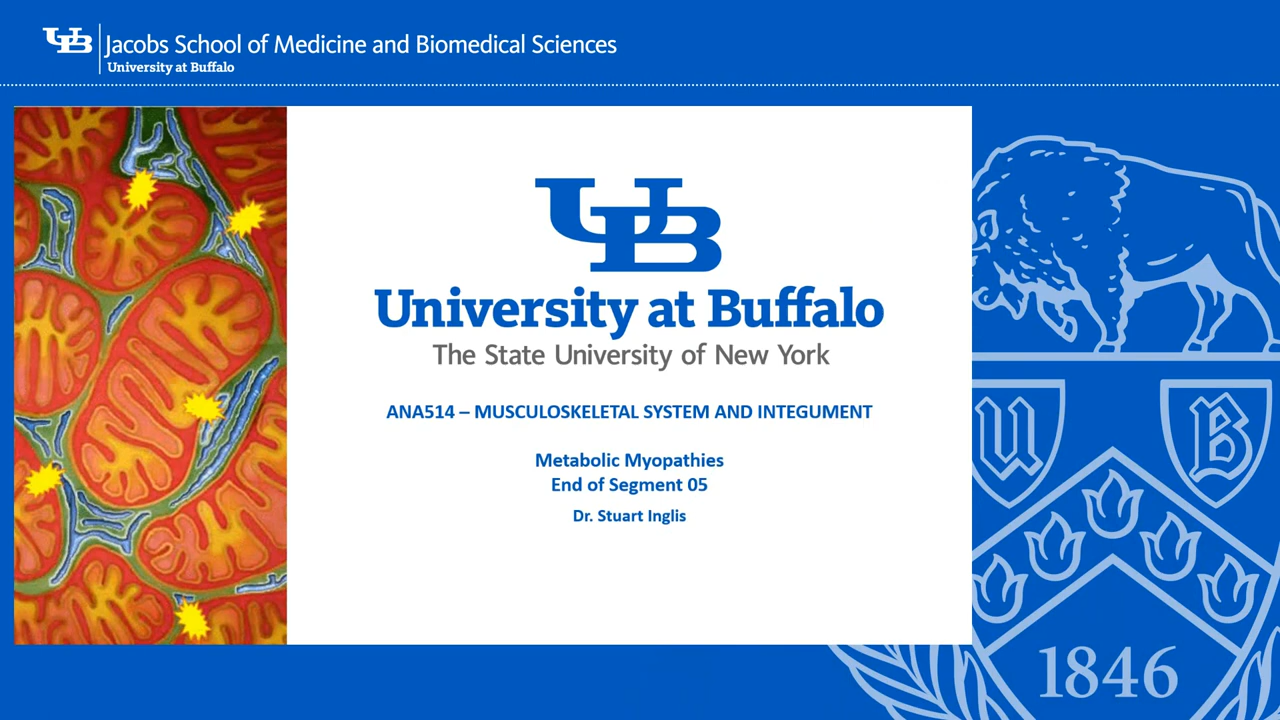 UB Jacobs School of Medicine and Biomedical Sciences
University at Buffalo
UB
University at Buffalo
The State University of New York
ANA514 – MUSCULOSKELETAL SYSTEM AND INTEGUMENT
Metabolic Myopathies
End of Segment 05
Dr. Stuart Inglis
U B
1846